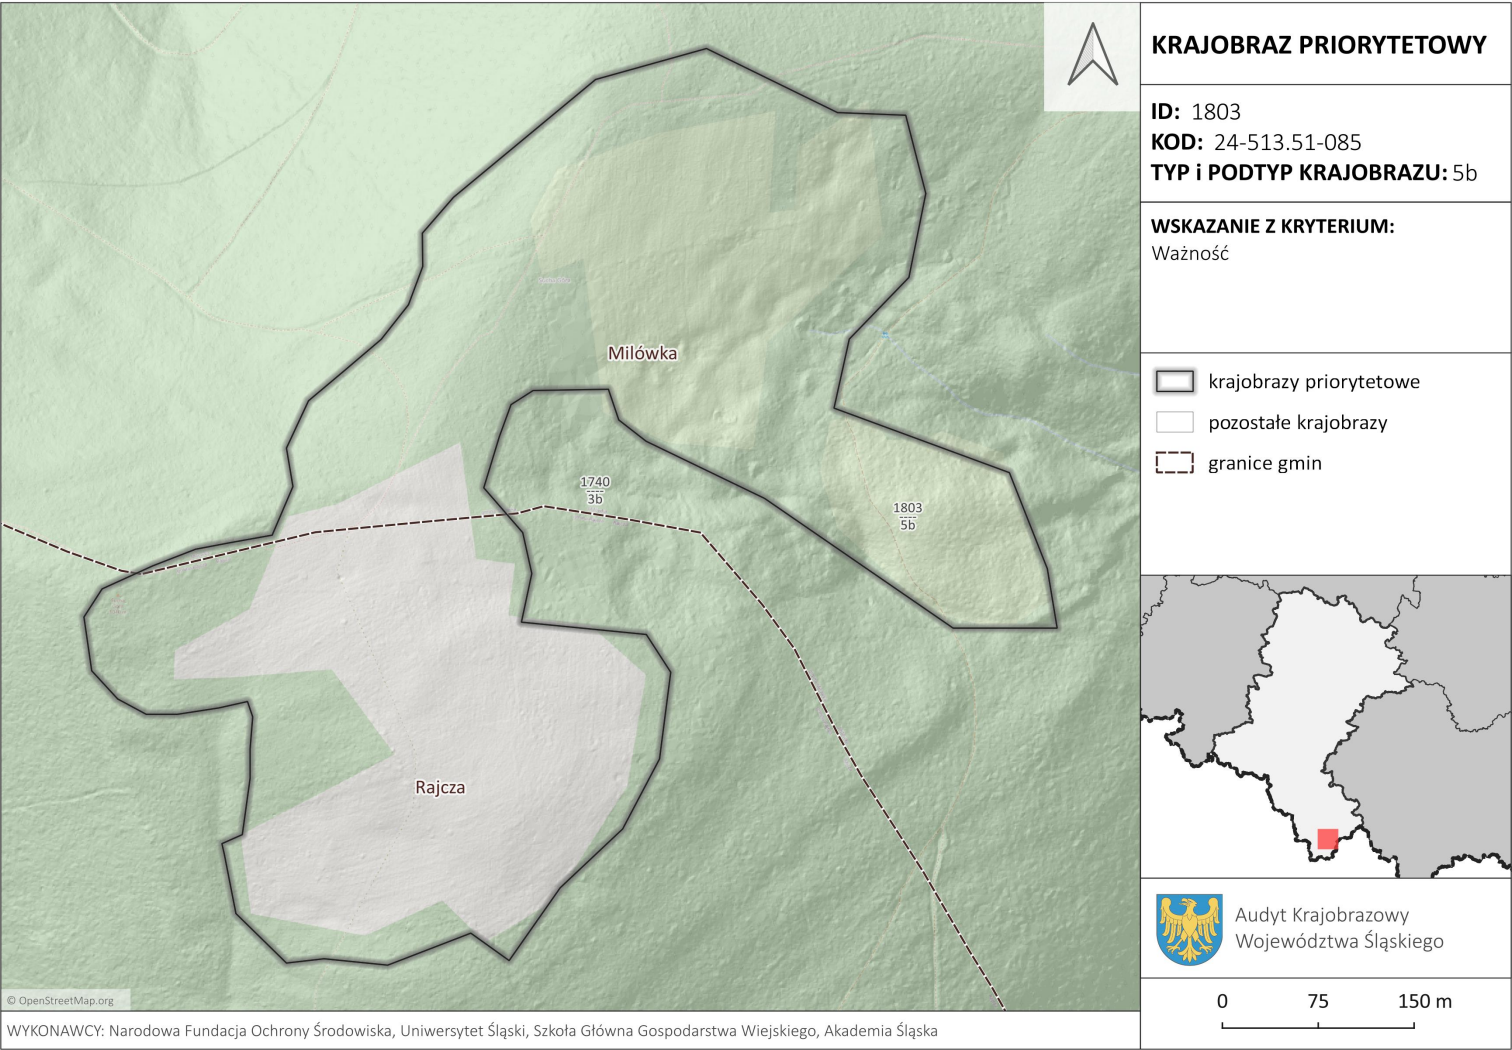 KRAJOBRAZ PRIORYTETOWY
ID: 1803
KOD: 24-513.51-085
TYP i PODTYP KRAJOBRAZU: 5b
WSKAZANIE Z KRYTERIUM:
Ważność
krajobrazy priorytetowe
pozostałe krajobrazy
granice gmin
Milówka
1740
3b
1803
5b
Rajcza
Audyt Krajobrazowy
Województwa Śląskiego
0 75 150 m
© OpenStreetMap.org
WYKONAWCY: Narodowa Fundacja Ochrony Środowiska, Uniwersytet Śląski, Szkoła Główna Gospodarstwa Wiejskiego, Akademia Śląska